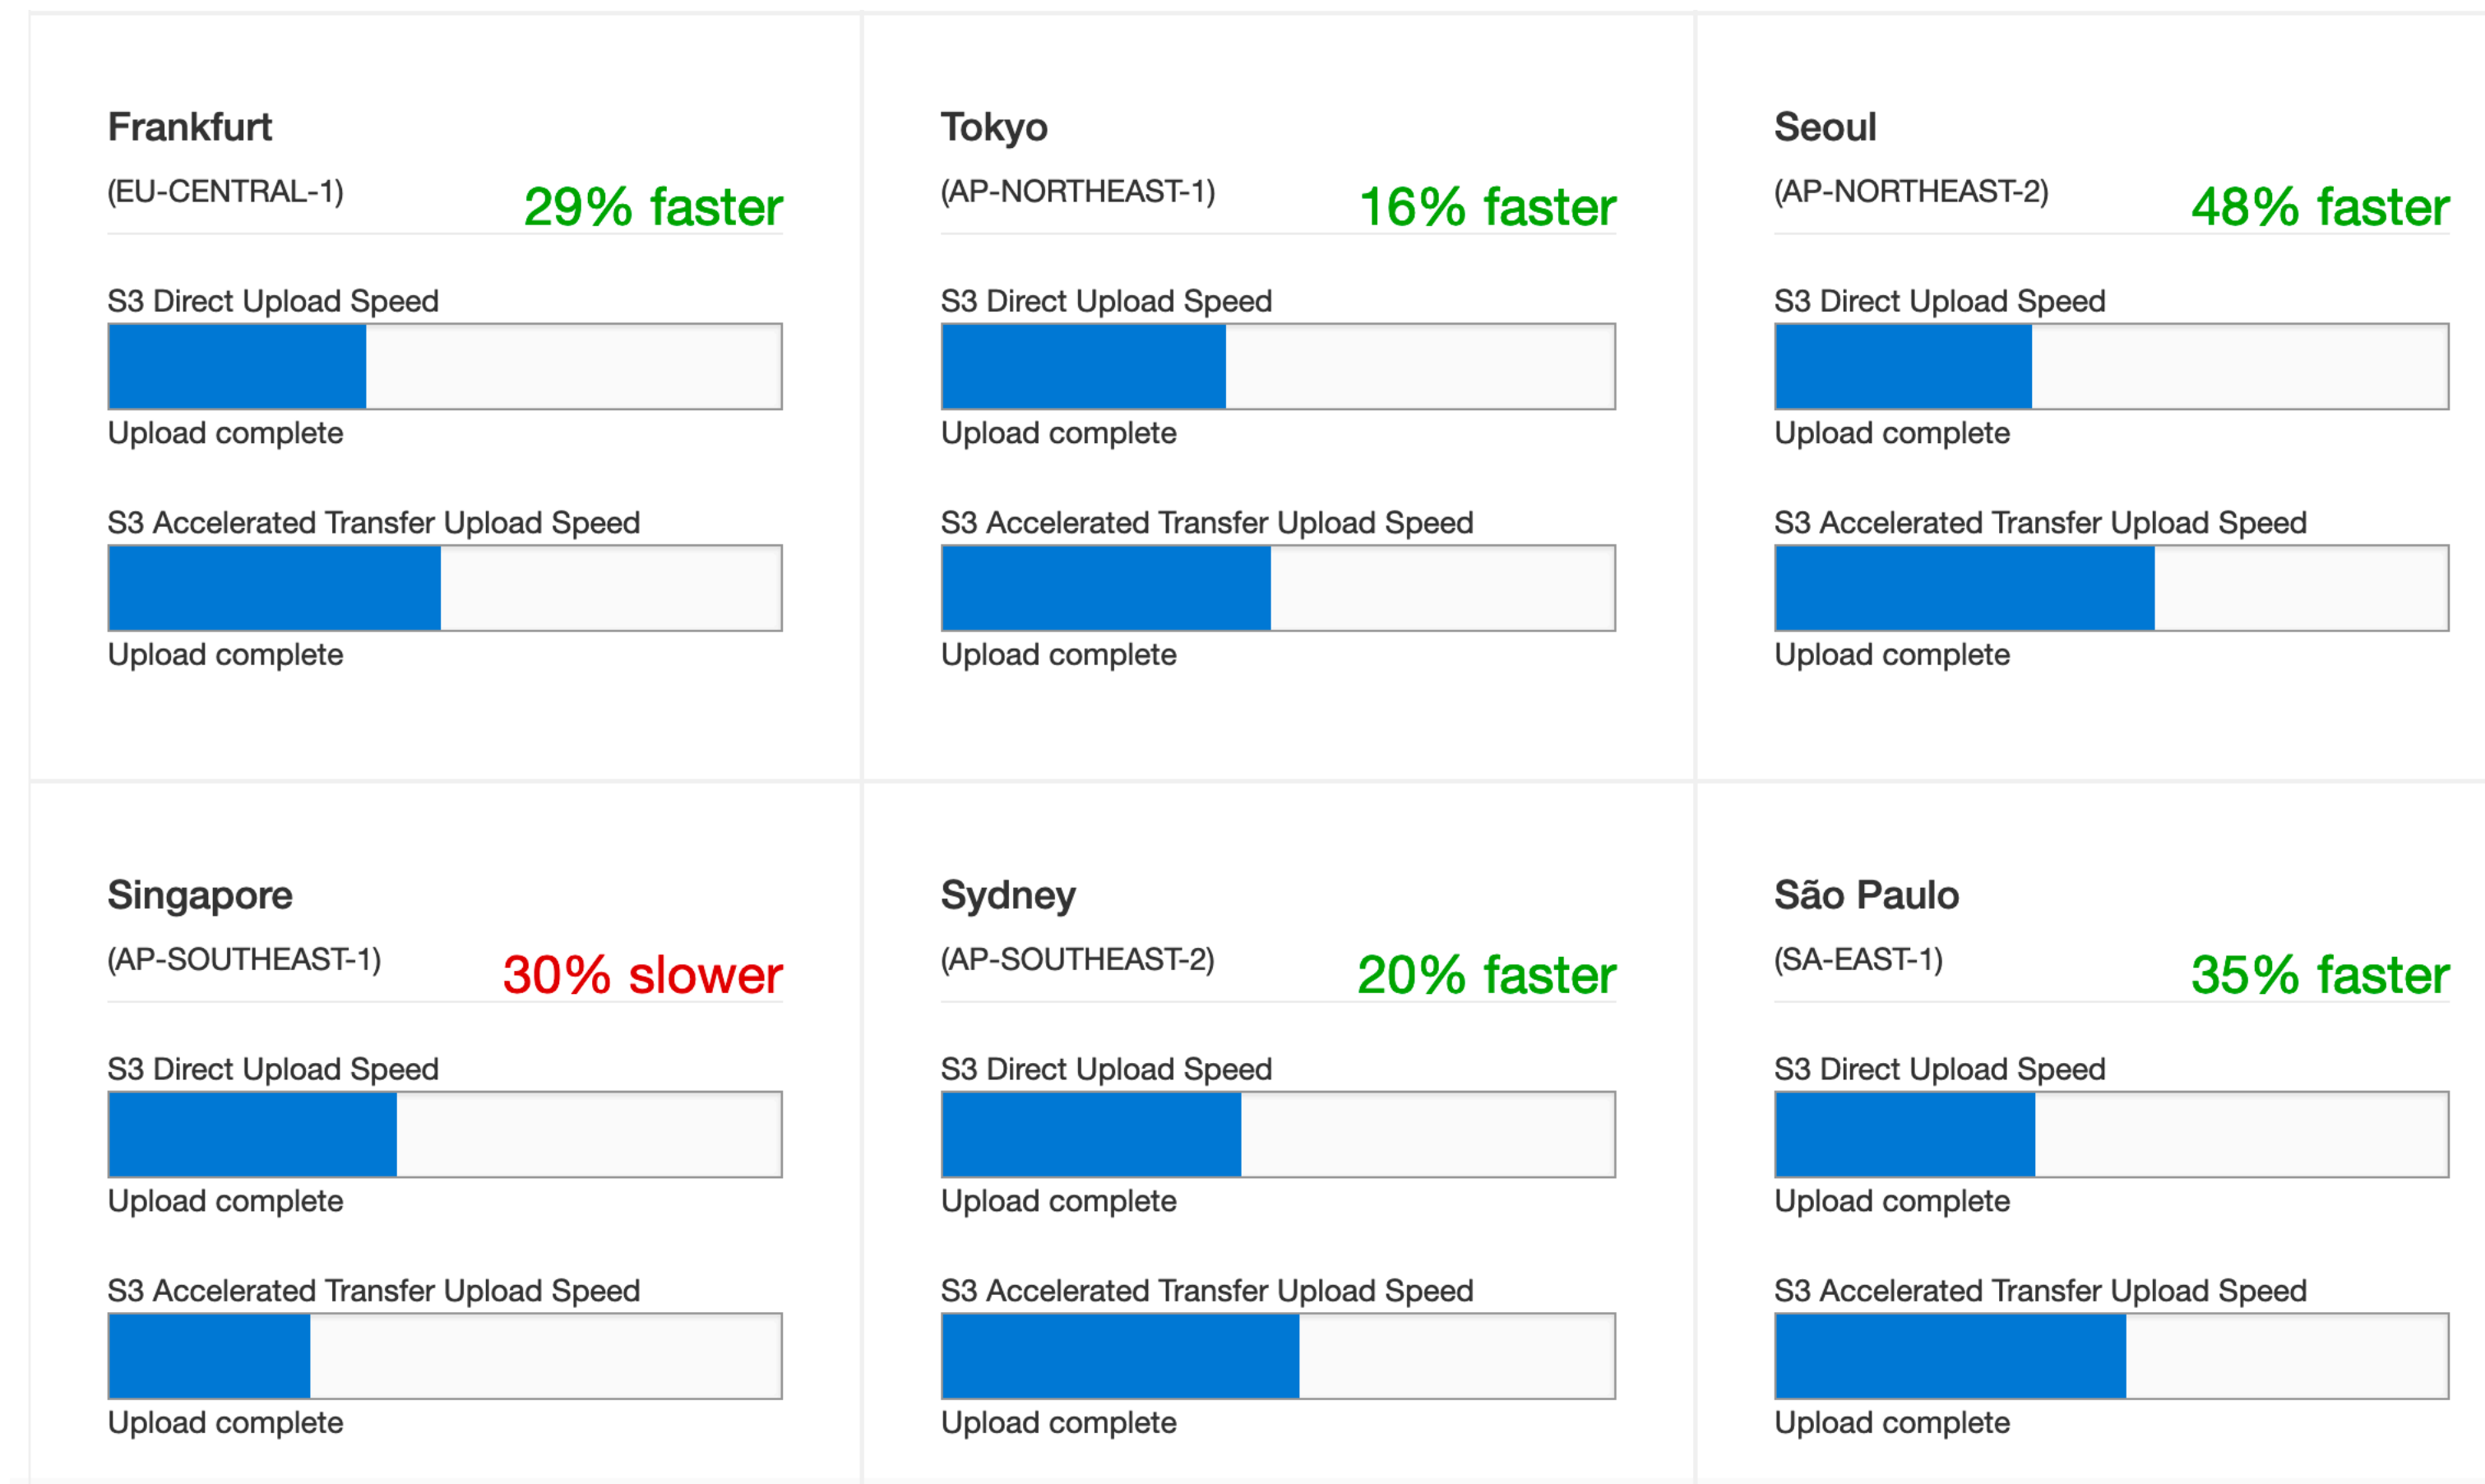 Frankfurt
(EU-CENTRAL-1)
29% faster
S3 Direct Upload Speed
Upload complete
S3 Accelerated Transfer Upload Speed
Upload complete
Tokyo
(AP-NORTHEAST-1)
16% faster
S3 Direct Upload Speed
Upload complete
S3 Accelerated Transfer Upload Speed
Upload complete
Seoul
(AP-NORTHEAST-2)
48% faster
S3 Direct Upload Speed
Upload complete
S3 Accelerated Transfer Upload Speed
Upload complete
Singapore
(AP-SOUTHEAST-1)
30% slower
S3 Direct Upload Speed
Upload complete
S3 Accelerated Transfer Upload Speed
Upload complete
Sydney
(AP-SOUTHEAST-2)
20% faster
S3 Direct Upload Speed
Upload complete
S3 Accelerated Transfer Upload Speed
Upload complete
São Paulo
(SA-EAST-1)
35% faster
S3 Direct Upload Speed
Upload complete
S3 Accelerated Transfer Upload Speed
Upload complete